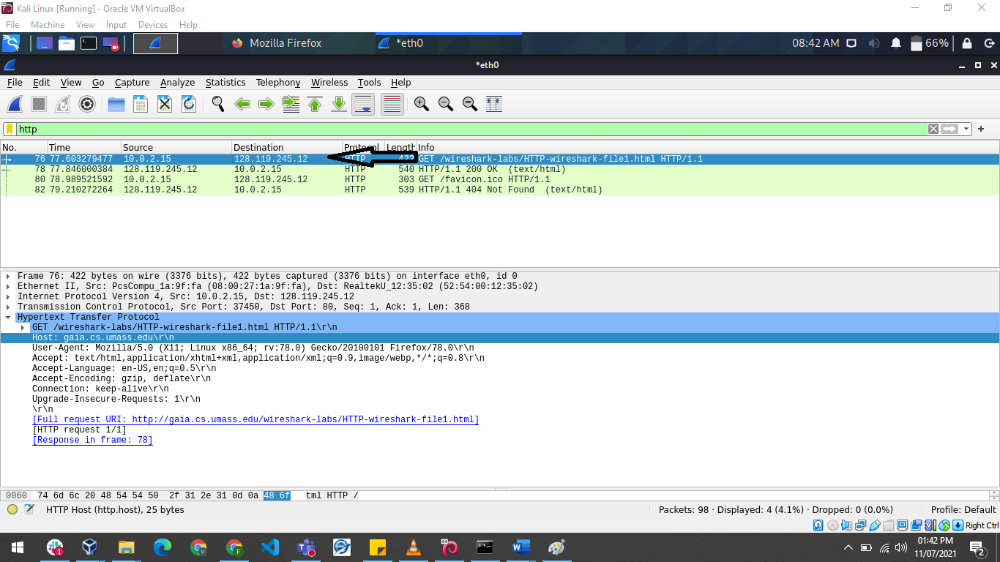 Kali Linux [Running] - Oracle VM VirtualBox
File Machine View Input Devices Help
Mozilla Firefox *eth0 08:42 AM 66%
*eth0
File Edit View Go Capture Analyze Statistics Telephony Wireless Tools Help
http
No. Time Source Destination Protocol Length Info
76 77.603279477 10.0.2.15 128.119.245.12 HTTP 422 GET /wireshark-labs/HTTP-wireshark-file1.html HTTP/1.1
78 77.846000384 128.119.245.12 10.0.2.15 HTTP 540 HTTP/1.1 200 OK (text/html)
80 78.989521592 10.0.2.15 128.119.245.12 HTTP 303 GET /favicon.ico HTTP/1.1
82 79.210272264 128.119.245.12 10.0.2.15 HTTP 539 HTTP/1.1 404 Not Found (text/html)
Frame 76: 422 bytes on wire (3376 bits), 422 bytes captured (3376 bits) on interface eth0, id 0
Ethernet II, Src: PcsCompu_1a:9f:fa (08:00:27:1a:9f:fa), Dst: RealtekU_12:35:02 (52:54:00:12:35:02)
Internet Protocol Version 4, Src: 10.0.2.15, Dst: 128.119.245.12
Transmission Control Protocol, Src Port: 37450, Dst Port: 80, Seq: 1, Ack: 1, Len: 368
Hypertext Transfer Protocol
GET /wireshark-labs/HTTP-wireshark-file1.html HTTP/1.1\r\n
Host: gaia.cs.umass.edu\r\n
User-Agent: Mozilla/5.0 (X11; Linux x86_64; rv:78.0) Gecko/20100101 Firefox/78.0\r\n
Accept: text/html,application/xhtml+xml,application/xml;q=0.9,image/webp,*/*;q=0.8\r\n
Accept-Language: en-US,en;q=0.5\r\n
Accept-Encoding: gzip, deflate\r\n
Connection: keep-alive\r\n
Upgrade-Insecure-Requests: 1\r\n
\r\n
[Full request URI: http://gaia.cs.umass.edu/wireshark-labs/HTTP-wireshark-file1.html]
[HTTP request 1/1]
[Response in frame: 78]
0060 74 6d 6c 20 48 54 54 50 2f 31 2e 31 0d 0a 48 6f tml HTTP /
HTTP Host (http.host), 25 bytes Packets: 98 · Displayed: 4 (4.1%) · Dropped: 0 (0.0%) Profile: Default
Right Ctrl
01:42 PM
11/07/2021